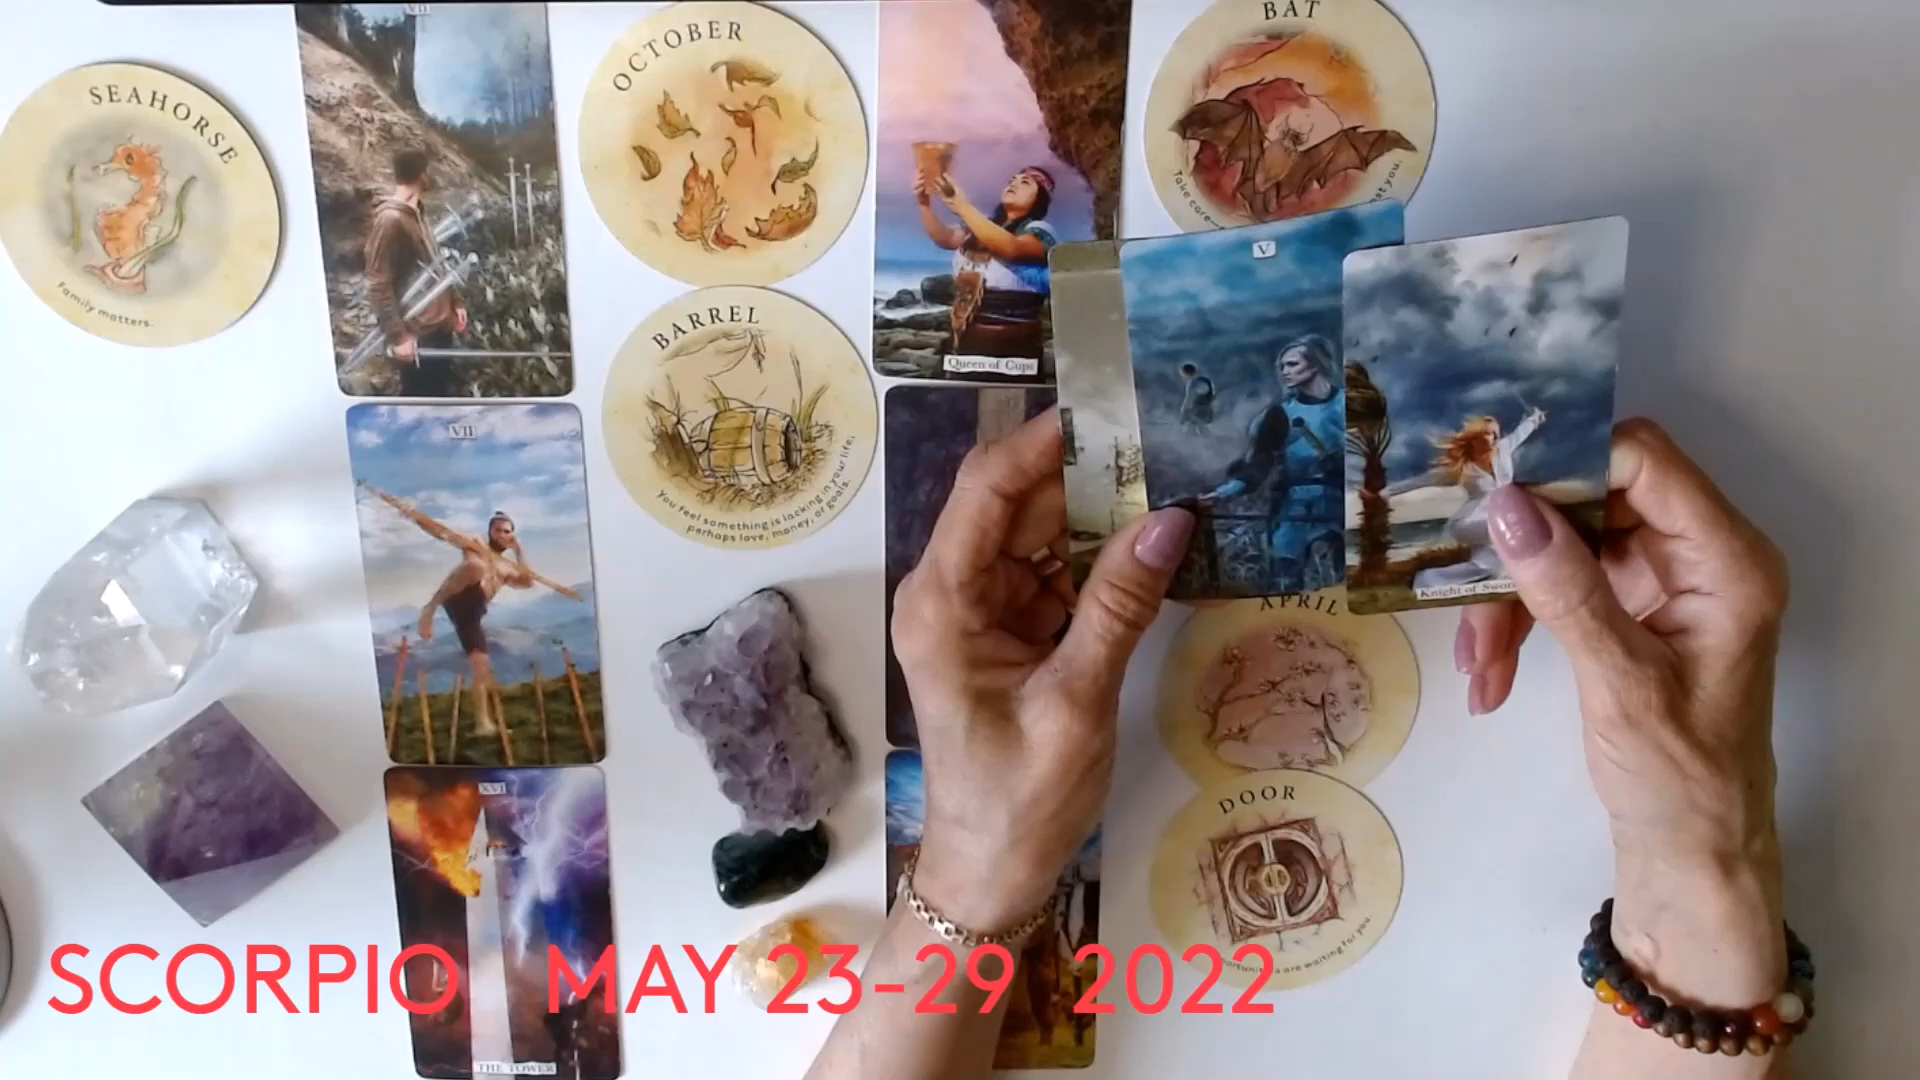 VII
SEAHORSE
Family matters.
OCTOBER
BARREL
You feel something is lacking in your life;
perhaps love, money, or goals.
Queen of Cups
BAT
Take care—
at you.
V
Knight of
VII
APRIL
DOOR
are waiting for you.
XVI
THE TOWER
SCORPIO MAY 23-29 2022